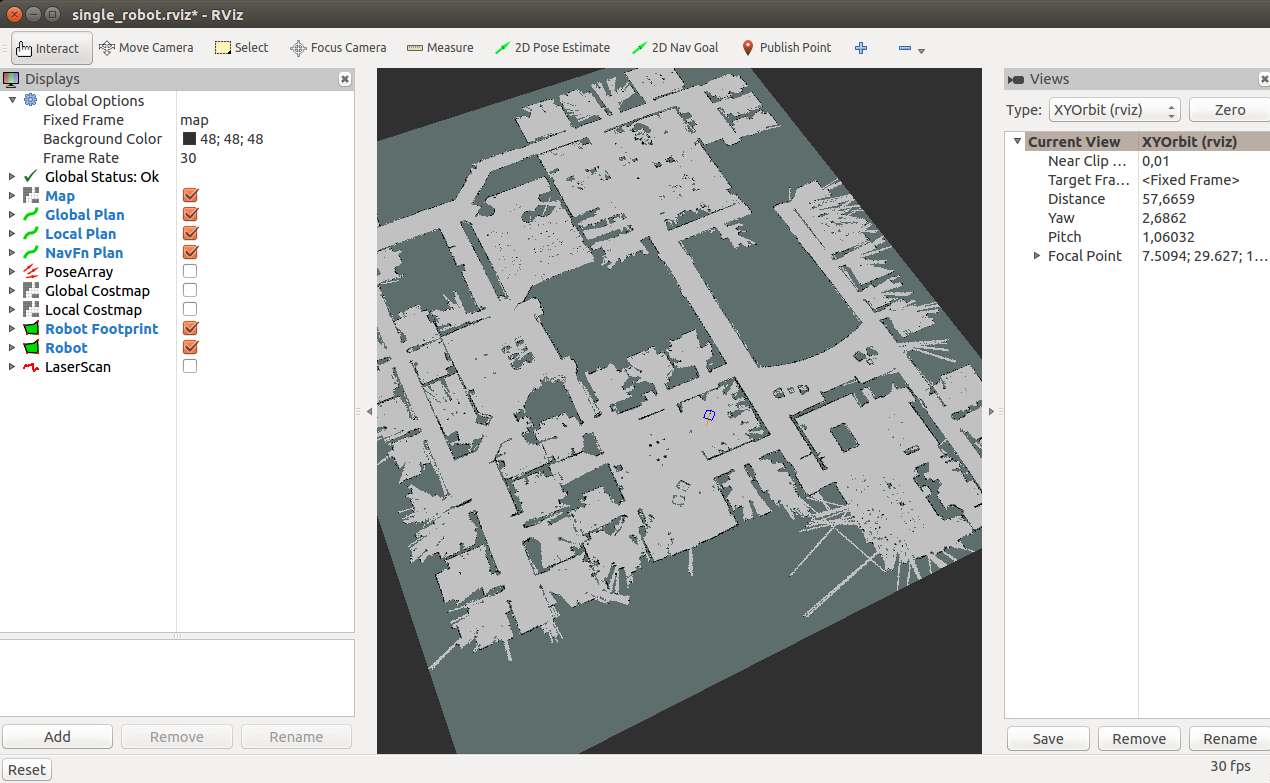 single_robot.rviz* - RViz
Interact Move Camera Select Focus Camera Measure 2D Pose Estimate 2D Nav Goal Publish Point
Displays
Global Options
Fixed Frame map
Background Color 48; 48; 48
Frame Rate 30
Global Status: Ok
Map
Global Plan
Local Plan
NavFn Plan
PoseArray
Global Costmap
Local Costmap
Robot Footprint
Robot
LaserScan
Add Remove Rename
Reset
Views
Type: XYOrbit (rviz) Zero
Current View XYOrbit (rviz)
Near Clip ... 0,01
Target Fra... <Fixed Frame>
Distance 57,6659
Yaw 2,6862
Pitch 1,06032
Focal Point 7.5094; 29.627; 1...
Save Remove Rename
30 fps